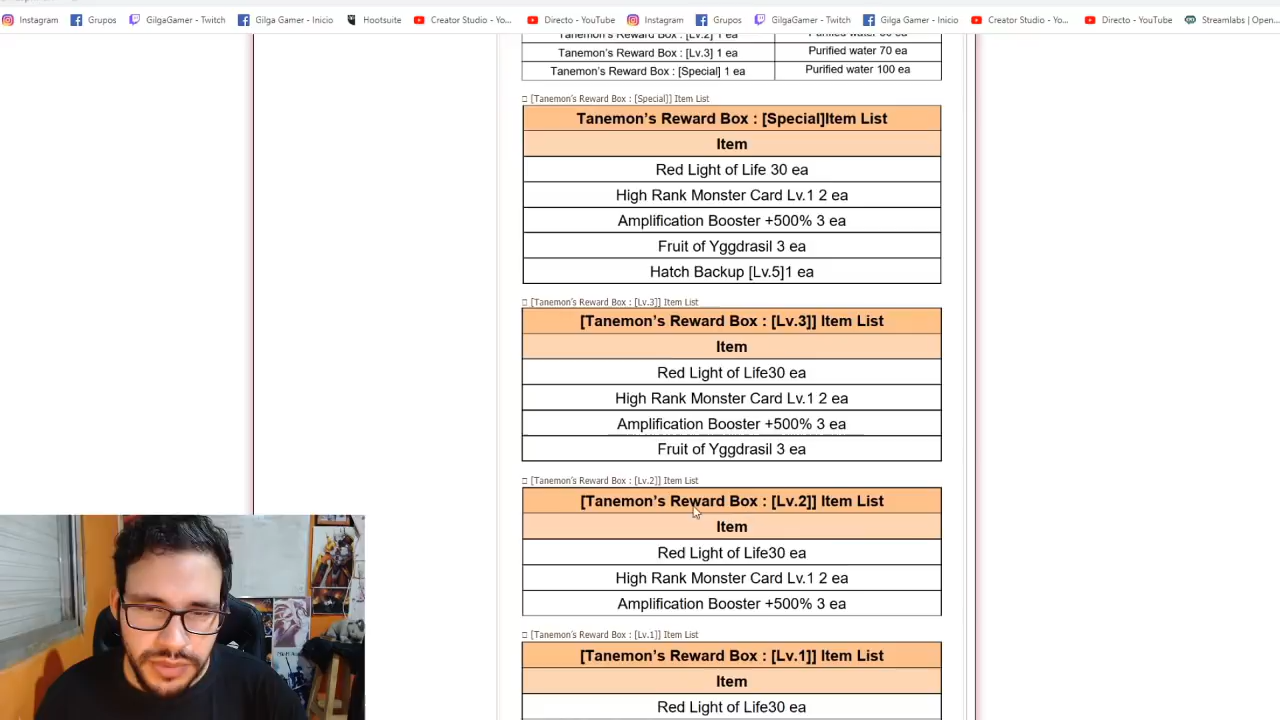 Instagram Grupos GilgaGamer - Twitch Gilga Gamer - Inicio Hootsuite Creator Studio - Yo... Directo - YouTube Instagram Grupos GilgaGamer - Twitch Gilga Gamer - Inicio Creator Studio - Yo... Directo - YouTube Streamlabs | Open...
Tanemon's Reward Box : [Lv.2] 1 ea
Tanemon's Reward Box : [Lv.3] 1 ea Purified water 70 ea
Tanemon's Reward Box : [Special] 1 ea Purified water 100 ea
[Tanemon's Reward Box : [Special]] Item List
Tanemon's Reward Box : [Special]Item List
Item
Red Light of Life 30 ea
High Rank Monster Card Lv.1 2 ea
Amplification Booster +500% 3 ea
Fruit of Yggdrasil 3 ea
Hatch Backup [Lv.5]1 ea
[Tanemon's Reward Box : [Lv.3]] Item List
[Tanemon's Reward Box : [Lv.3]] Item List
Item
Red Light of Life30 ea
High Rank Monster Card Lv.1 2 ea
Amplification Booster +500% 3 ea
Fruit of Yggdrasil 3 ea
[Tanemon's Reward Box : [Lv.2]] Item List
[Tanemon's Reward Box : [Lv.2]] Item List
Item
Red Light of Life30 ea
High Rank Monster Card Lv.1 2 ea
Amplification Booster +500% 3 ea
[Tanemon's Reward Box : [Lv.1]] Item List
[Tanemon's Reward Box : [Lv.1]] Item List
Item
Red Light of Life30 ea